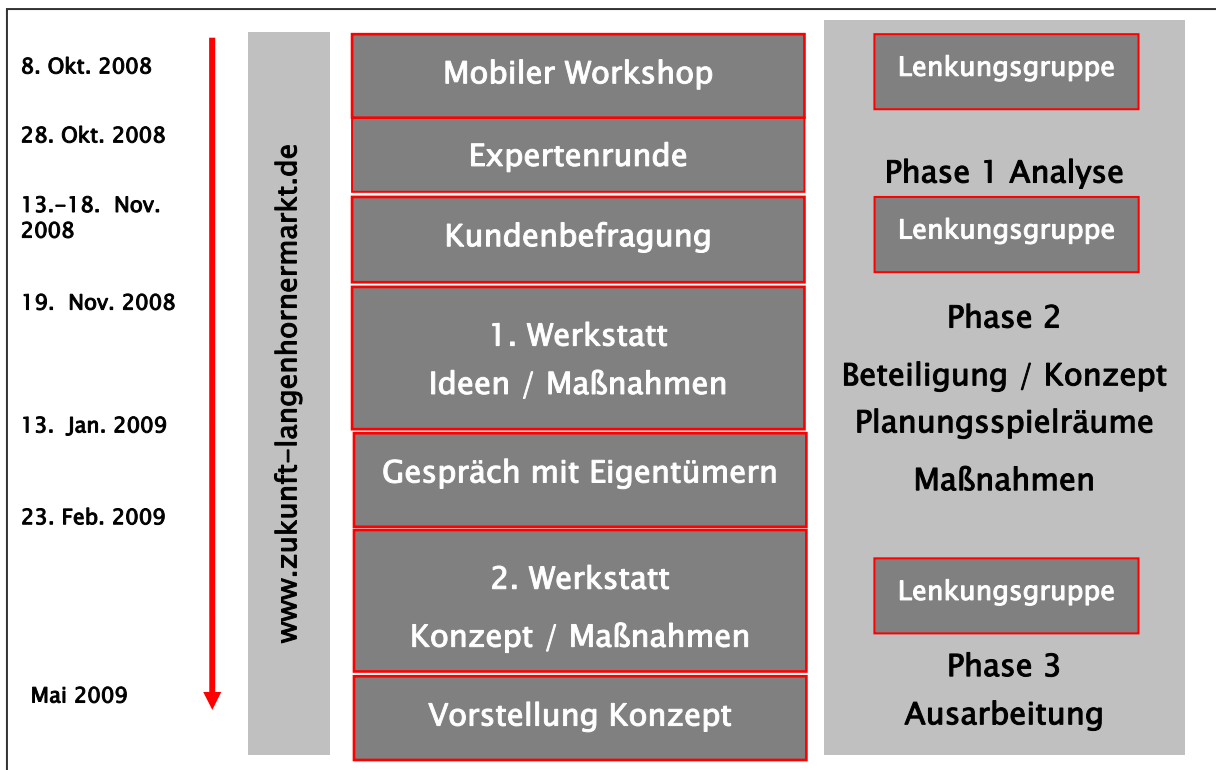 8. Okt. 2008
28. Okt. 2008
13.-18. Nov.
2008
19. Nov. 2008
13. Jan. 2009
23. Feb. 2009
Mai 2009
www.zukunft-langenhornermarkt.de
Mobiler Workshop
Expertenrunde
Kundenbefragung
1. Werkstatt
Ideen / Maßnahmen
Gespräch mit Eigentümern
2. Werkstatt
Konzept / Maßnahmen
Vorstellung Konzept
Lenkungsgruppe
Phase 1 Analyse
Lenkungsgruppe
Phase 2
Beteiligung / Konzept
Planungsspielräume
Maßnahmen
Lenkungsgruppe
Phase 3
Ausarbeitung